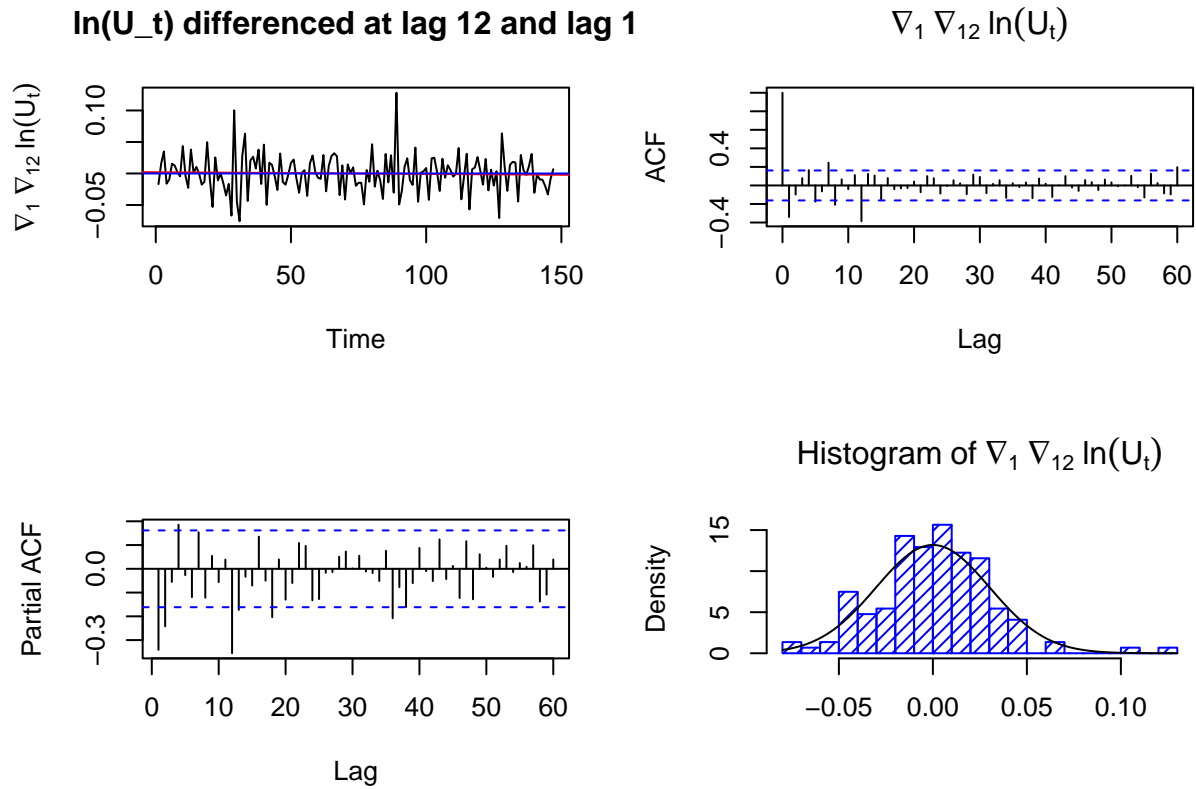 ln(U_t) differenced at lag 12 and lag 1
∇₁ ∇₁₂ ln(Uₜ)
0.10
−0.05
0 50 100 150
Time
∇₁ ∇₁₂ ln(Uₜ)
ACF
0.4
−0.4
0 10 20 30 40 50 60
Lag
Partial ACF
0.0
−0.3
0 10 20 30 40 50 60
Lag
Histogram of ∇₁ ∇₁₂ ln(Uₜ)
Density
15
5
0
−0.05 0.00 0.05 0.10